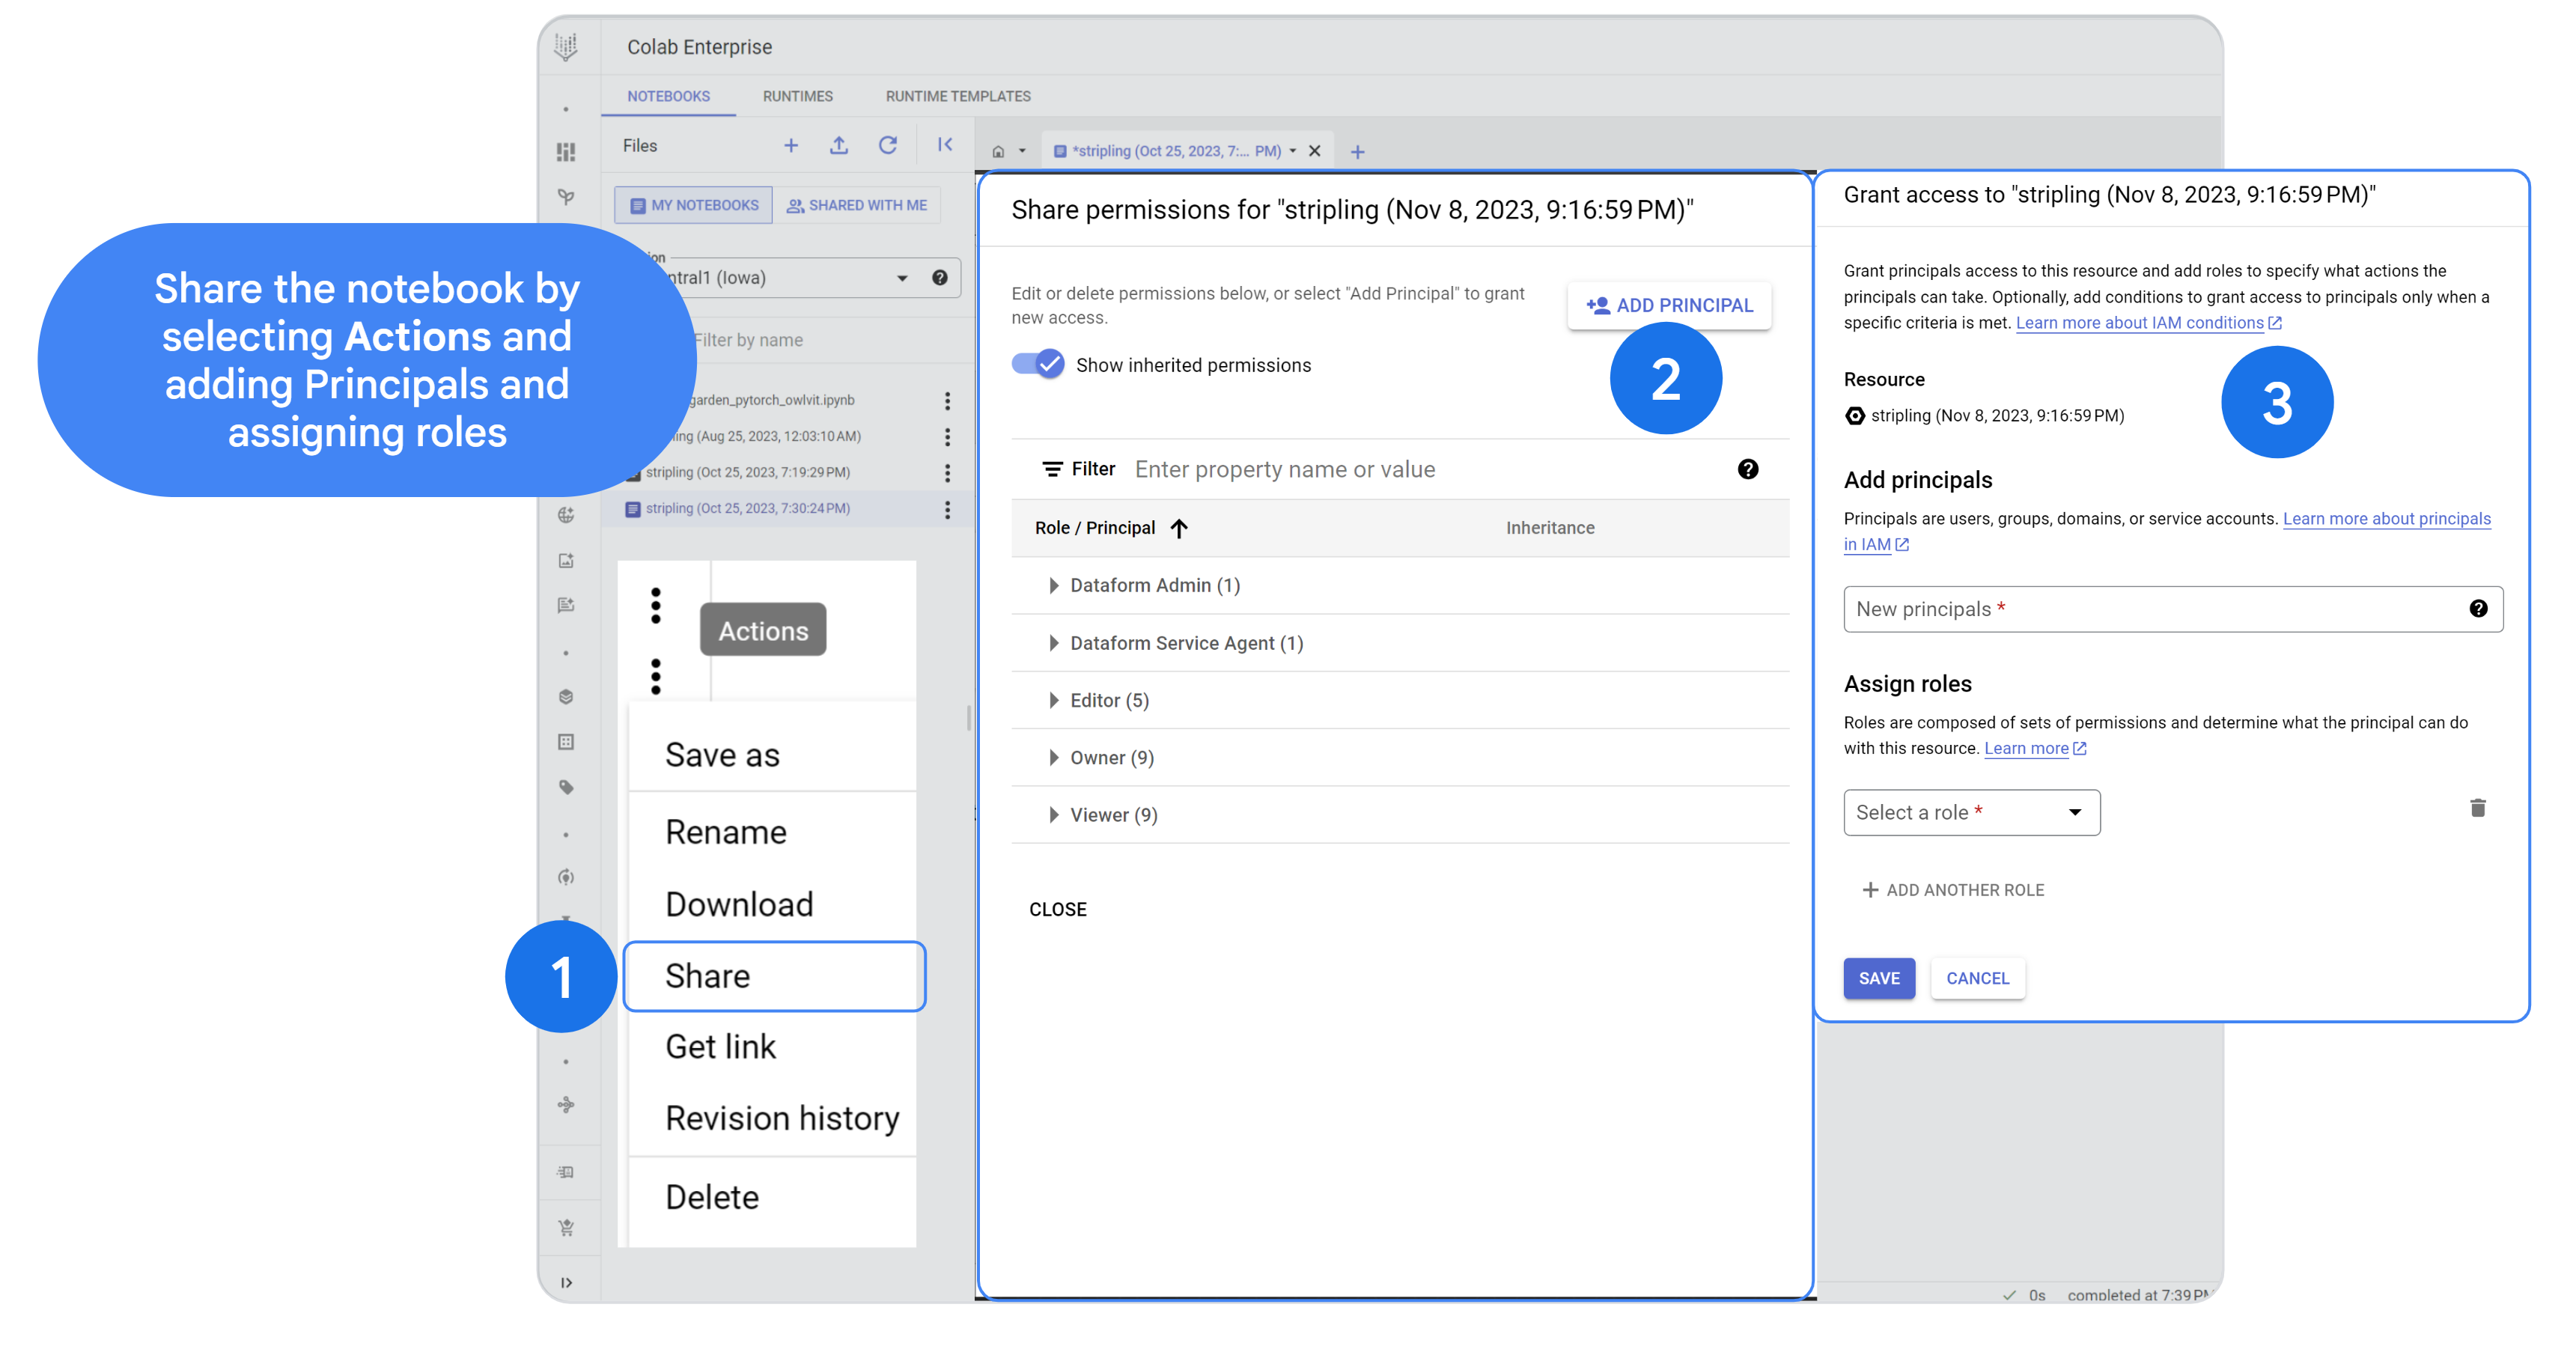 Colab Enterprise
NOTEBOOKS
RUNTIMES
RUNTIME TEMPLATES
Files
*stripling (Oct 25, 2023, 7:... PM)
MY NOTEBOOKS
SHARED WITH ME
ntral1 (Iowa)
Filter by name
garden_pytorch_owlvit.ipynb
ling (Aug 25, 2023, 12:03:10 AM)
stripling (Oct 25, 2023, 7:19:29 PM)
stripling (Oct 25, 2023, 7:30:24 PM)
Share the notebook by
selecting Actions and
adding Principals and
assigning roles
Actions
Save as
Rename
Download
1
Share
Get link
Revision history
Delete
Share permissions for "stripling (Nov 8, 2023, 9:16:59 PM)"
Edit or delete permissions below, or select "Add Principal" to grant
new access.
ADD PRINCIPAL
Show inherited permissions
2
Filter Enter property name or value
Role / Principal
Inheritance
Dataform Admin (1)
Dataform Service Agent (1)
Editor (5)
Owner (9)
Viewer (9)
CLOSE
Grant access to "stripling (Nov 8, 2023, 9:16:59 PM)"
Grant principals access to this resource and add roles to specify what actions the
principals can take. Optionally, add conditions to grant access to principals only when a
specific criteria is met. Learn more about IAM conditions
3
Resource
stripling (Nov 8, 2023, 9:16:59 PM)
Add principals
Principals are users, groups, domains, or service accounts. Learn more about principals
in IAM
New principals *
Assign roles
Roles are composed of sets of permissions and determine what the principal can do
with this resource. Learn more
Select a role *
ADD ANOTHER ROLE
SAVE
CANCEL
0s completed at 7:39 PM